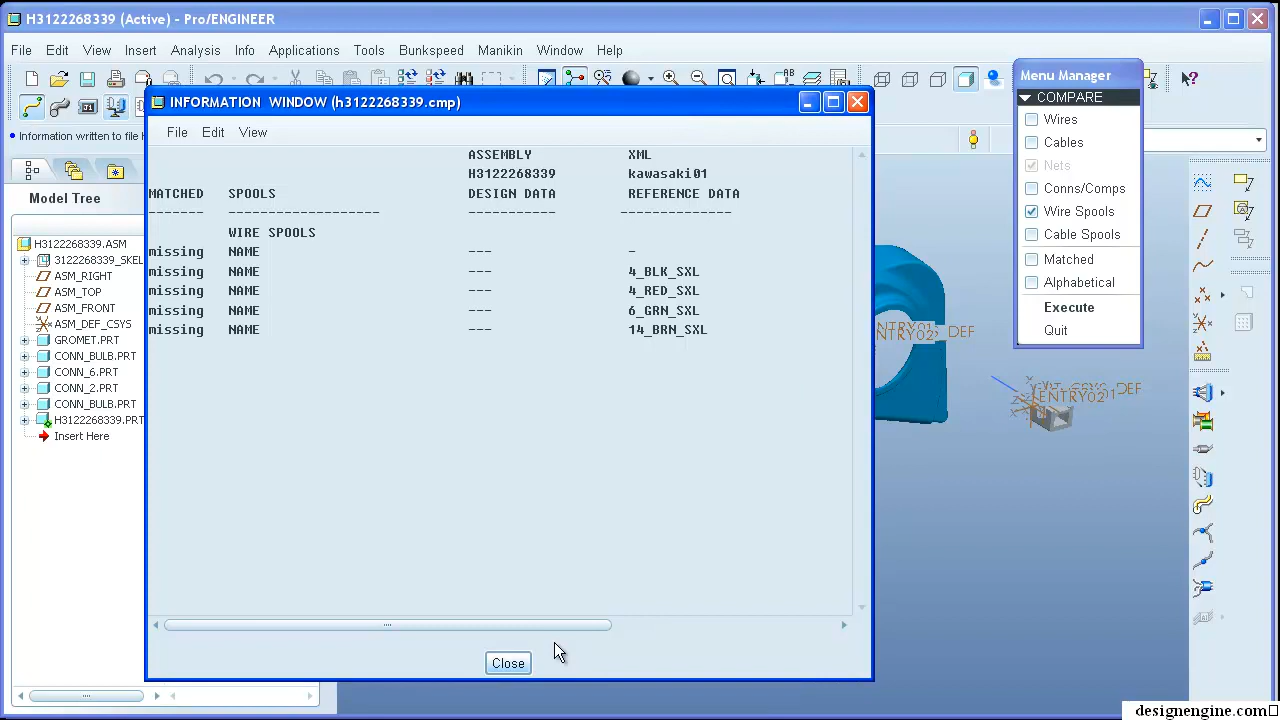 H3122268339 (Active) - Pro/ENGINEER
File Edit View Insert Analysis Info Applications Tools Bunkspeed Manikin Window Help
Information written to file
INFORMATION WINDOW (h3122268339.cmp)
File Edit View
ASSEMBLY XML
H3122268339 kawasaki01
MATCHED SPOOLS DESIGN DATA REFERENCE DATA
------- ------------------- ----------- --------------
WIRE SPOOLS
missing NAME --- -
missing NAME --- 4_BLK_SXL
missing NAME --- 4_RED_SXL
missing NAME --- 6_GRN_SXL
missing NAME --- 14_BRN_SXL
Close
Model Tree
H3122268339.ASM
3122268339_SKEL
ASM_RIGHT
ASM_TOP
ASM_FRONT
ASM_DEF_CSYS
GROMET.PRT
CONN_BULB.PRT
CONN_6.PRT
CONN_2.PRT
CONN_BULB.PRT
H3122268339.PRT
Insert Here
Menu Manager
COMPARE
Wires
Cables
Nets
Conns/Comps
Wire Spools
Cable Spools
Matched
Alphabetical
Execute
Quit
designengine.com